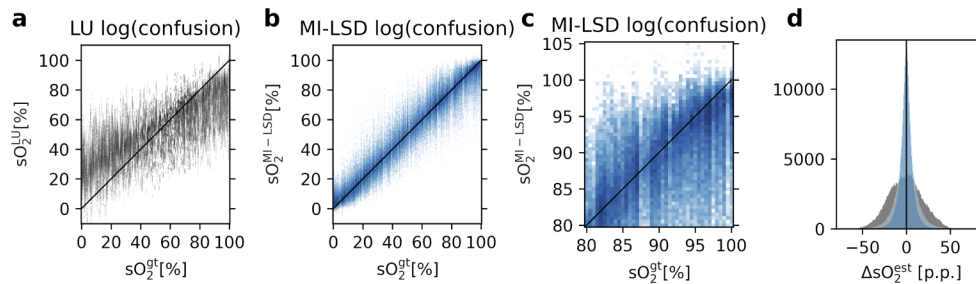 a
LU log(confusion)
100
80
60
40
20
0
sO₂ᴸᵁ[%]
0 20 40 60 80 100
sO₂ᵍᵗ[%]
b
MI-LSD log(confusion)
100
80
60
40
20
0
sO₂ᴹᴵ⁻ᴸˢᴰ[%]
0 20 40 60 80 100
sO₂ᵍᵗ[%]
c
MI-LSD log(confusion)
105
100
95
90
85
80
sO₂ᴹᴵ⁻ᴸˢᴰ[%]
80 85 90 95 100
sO₂ᵍᵗ[%]
d
10000
5000
0
−50 0 50
ΔsO₂ᵉˢᵗ [p.p.]